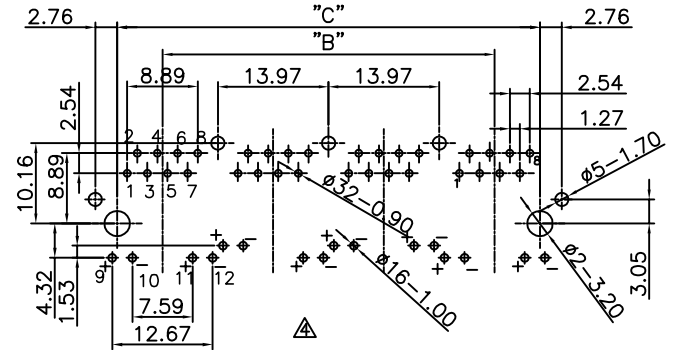 2.76 "C" 2.76
"B"
8.89 13.97 13.97 2.54
2.54 1.27
2 4 6 8
8
10.16 8.89 1 3 5 7 1
ø5-1.70
ø32-0.90
4.32 1.53 + - + - + - 3.05
9 + - 10 11 + - 12 + - + -
ø16-1.00 ø2-3.20
7.59
12.67
4